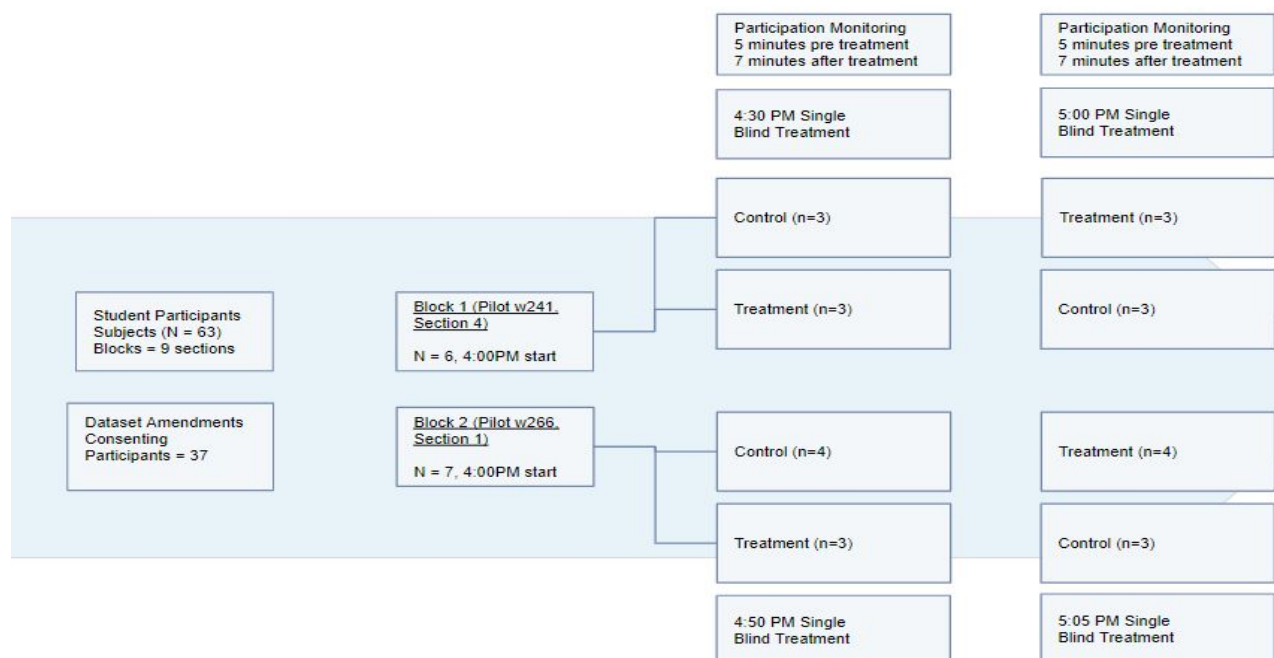 Participation Monitoring
5 minutes pre treatment
7 minutes after treatment
Participation Monitoring
5 minutes pre treatment
7 minutes after treatment
4:30 PM Single
Blind Treatment
5:00 PM Single
Blind Treatment
Control (n=3)
Treatment (n=3)
Student Participants
Subjects (N = 63)
Blocks = 9 sections
Block 1 (Pilot w241,
Section 4)
N = 6, 4:00PM start
Treatment (n=3)
Control (n=3)
Dataset Amendments
Consenting
Participants = 37
Block 2 (Pilot w266,
Section 1)
N = 7, 4:00PM start
Control (n=4)
Treatment (n=4)
Treatment (n=3)
Control (n=3)
4:50 PM Single
Blind Treatment
5:05 PM Single
Blind Treatment